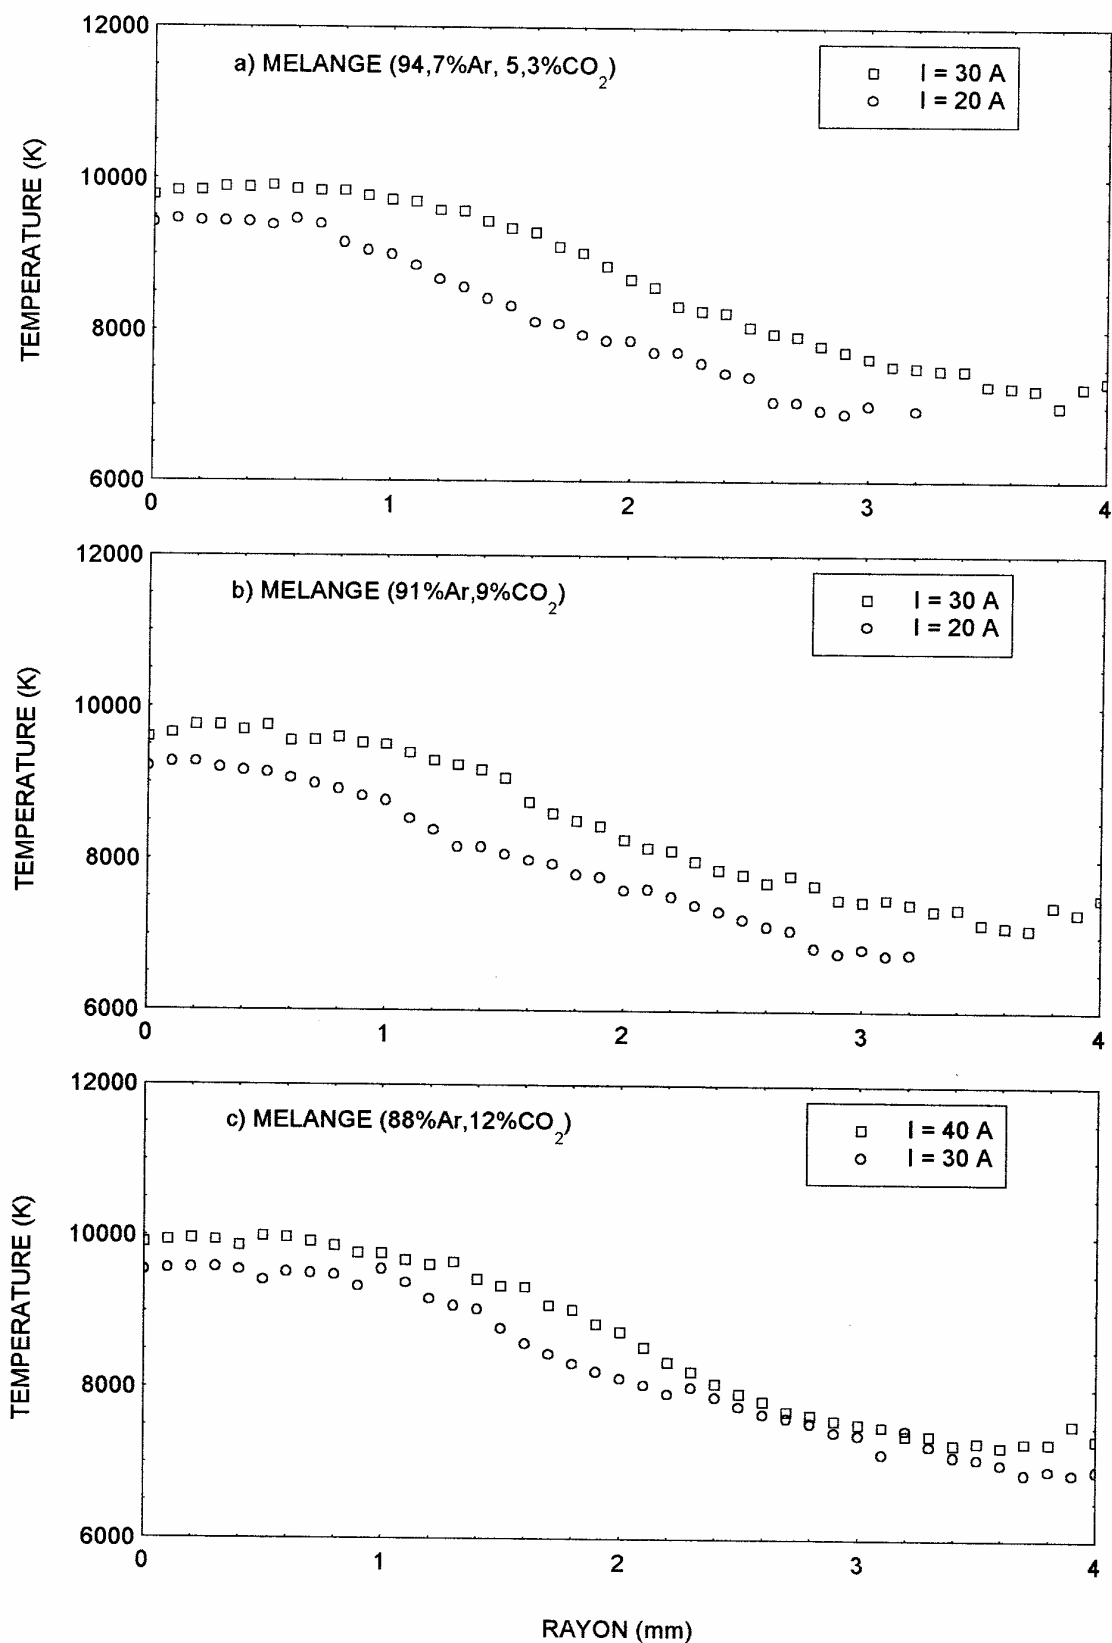 12000
a) MELANGE (94,7%Ar, 5,3%CO2)
I = 30 A
I = 20 A
10000
8000
6000
TEMPERATURE (K)
0 1 2 3 4
12000
b) MELANGE (91%Ar,9%CO2)
I = 30 A
I = 20 A
10000
8000
6000
TEMPERATURE (K)
0 1 2 3 4
12000
c) MELANGE (88%Ar,12%CO2)
I = 40 A
I = 30 A
10000
8000
6000
TEMPERATURE (K)
0 1 2 3 4
RAYON (mm)